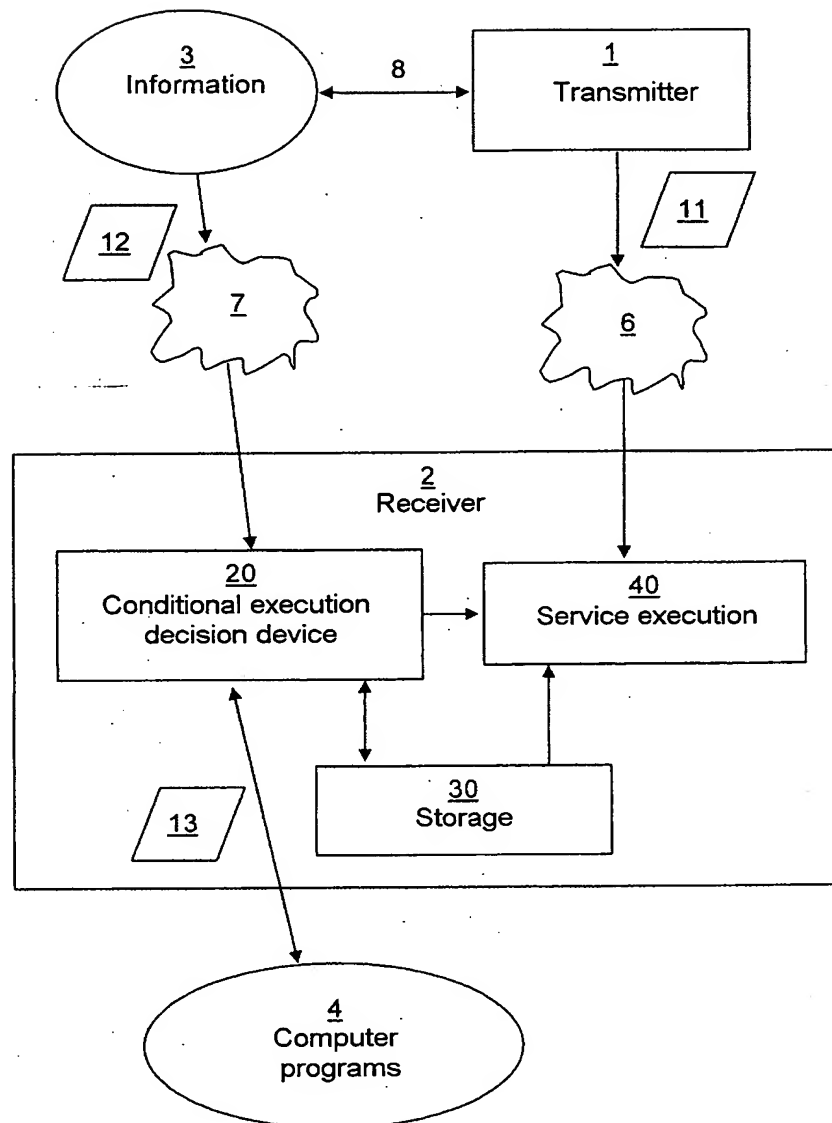 3
Information
8
1
Transmitter
12
11
7
6
2
Receiver
20
Conditional execution
decision device
40
Service execution
30
Storage
13
4
Computer
programs